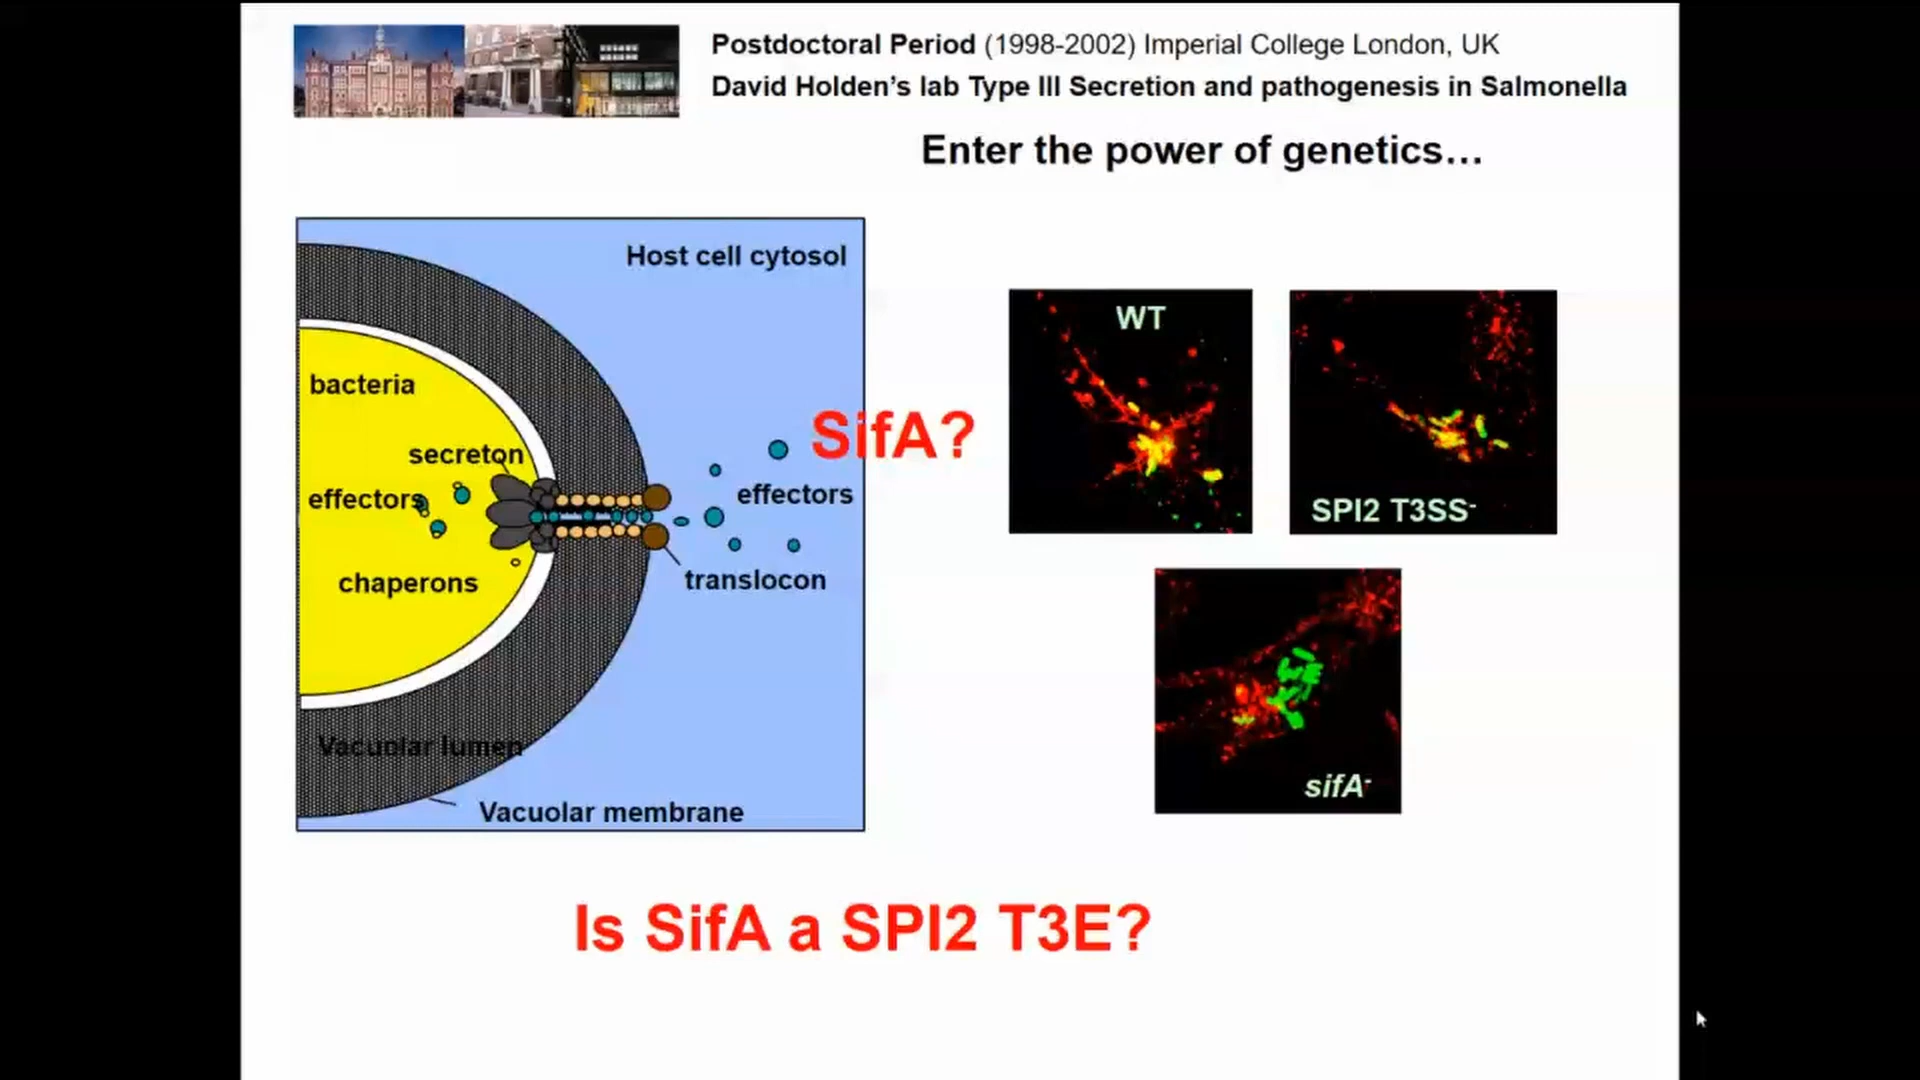 Postdoctoral Period (1998-2002) Imperial College London, UK
David Holden's lab Type III Secretion and pathogenesis in Salmonella
Enter the power of genetics…
Host cell cytosol
bacteria
secreton
effectors
chaperons
SifA?
effectors
translocon
Vacuolar lumen
Vacuolar membrane
WT
SPI2 T3SS-
sifA-
Is SifA a SPI2 T3E?